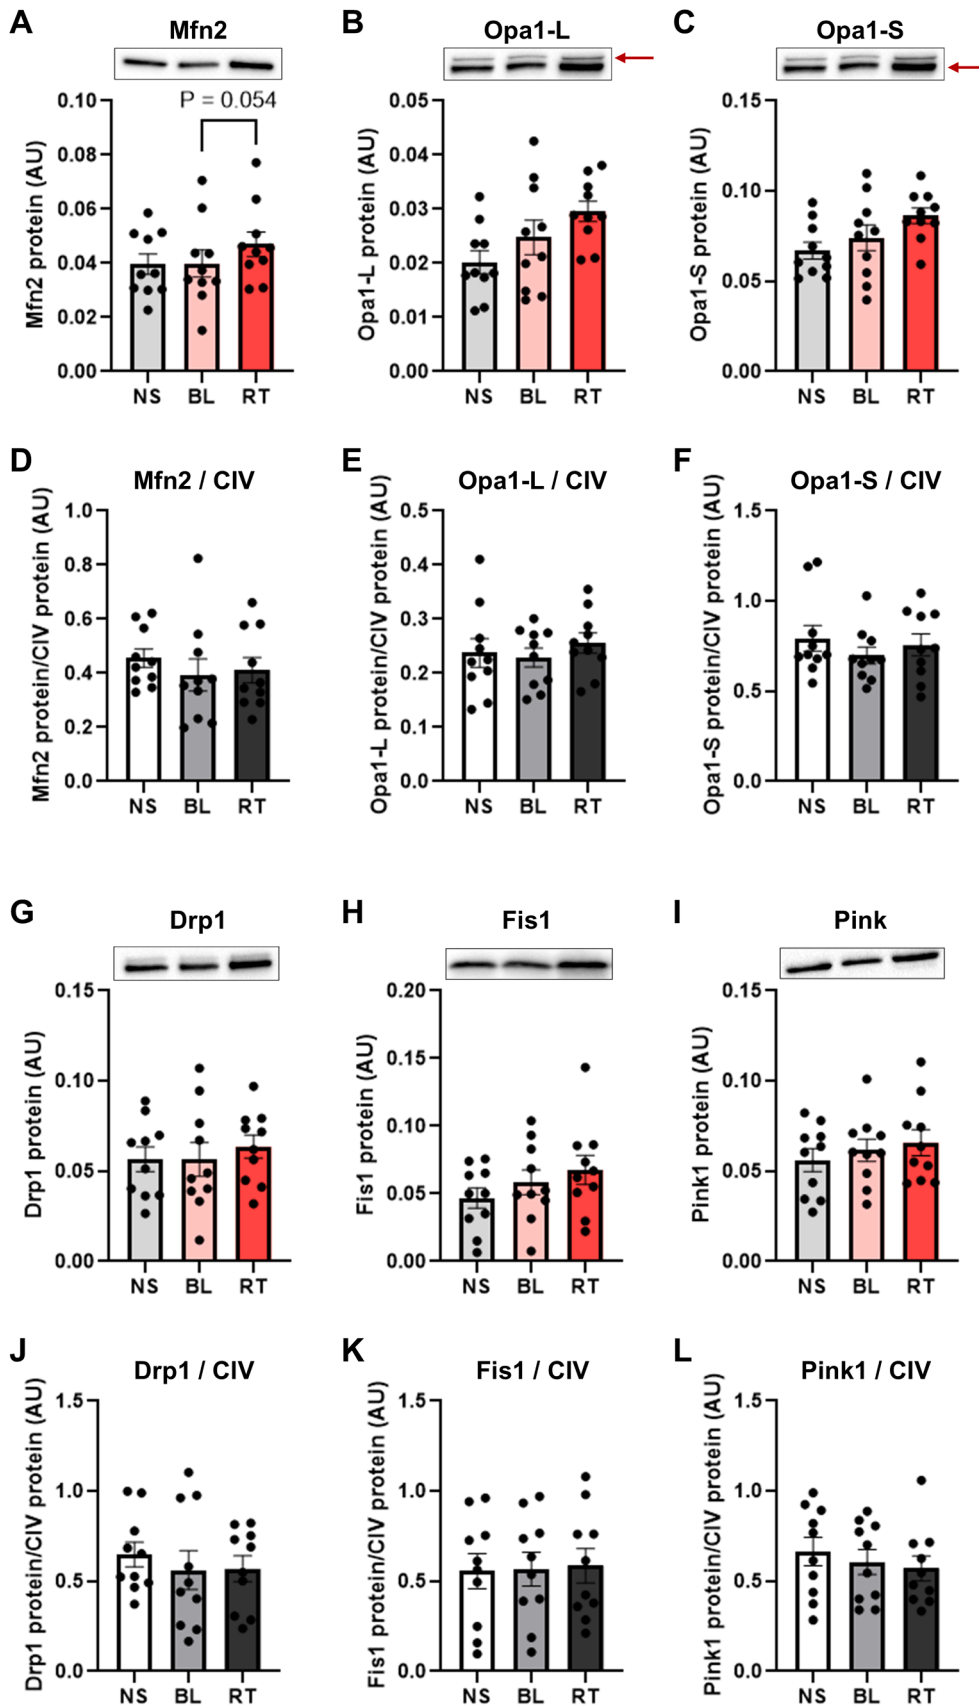 A
Mfn2
B
Opa1-L
C
Opa1-S
Mfn2 protein (AU)
0.10
0.08
0.06
0.04
0.02
0.00
P = 0.054
NS BL RT
Opa1-L protein (AU)
0.05
0.04
0.03
0.02
0.01
0.00
NS BL RT
Opa1-S protein (AU)
0.15
0.10
0.05
0.00
NS BL RT
D
Mfn2 / CIV
E
Opa1-L / CIV
F
Opa1-S / CIV
Mfn2 protein/CIV protein (AU)
1.0
0.8
0.6
0.4
0.2
0.0
NS BL RT
Opa1-L protein/CIV protein (AU)
0.5
0.4
0.3
0.2
0.1
0.0
NS BL RT
Opa1-S protein/CIV protein (AU)
1.5
1.0
0.5
0.0
NS BL RT
G
Drp1
H
Fis1
I
Pink
Drp1 protein (AU)
0.15
0.10
0.05
0.00
NS BL RT
Fis1 protein (AU)
0.20
0.15
0.10
0.05
0.00
NS BL RT
Pink1 protein (AU)
0.15
0.10
0.05
0.00
NS BL RT
J
Drp1 / CIV
K
Fis1 / CIV
L
Pink1 / CIV
Drp1 protein/CIV protein (AU)
1.5
1.0
0.5
0.0
NS BL RT
Fis1 protein/CIV protein (AU)
1.5
1.0
0.5
0.0
NS BL RT
Pink1 protein/CIV protein (AU)
1.5
1.0
0.5
0.0
NS BL RT